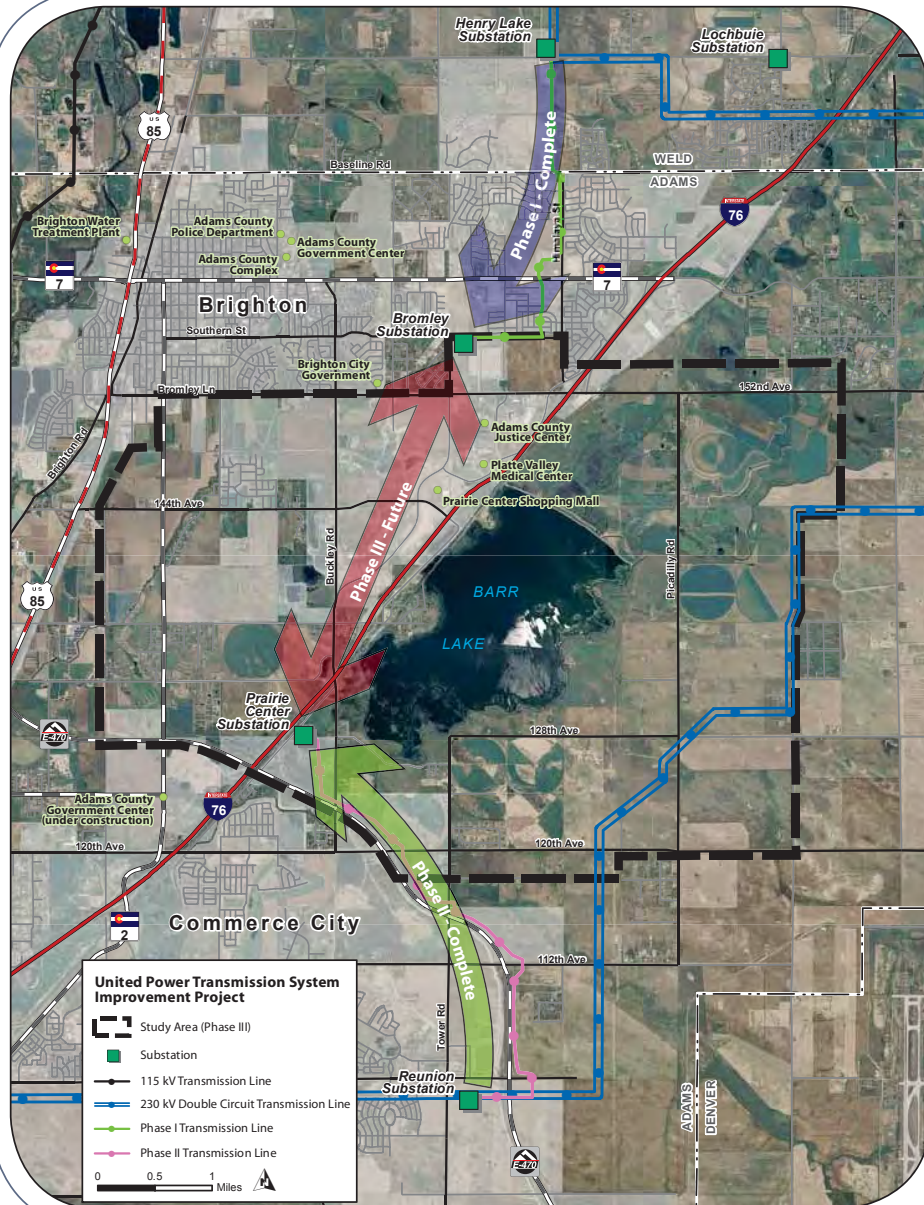 Henry Lake
Substation
Lochbuie
Substation
U S
85
Baseline Rd
WELD
ADAMS
Phase I - Complete
Himalaya St
INTERSTATE
76
Brighton Water
Treatment Plant
Adams County
Police Department
Adams County
Government Center
Adams County
Complex
7
7
Brighton
Southern St
Bromley
Substation
Brighton City
Government
Bromley Ln
152nd Ave
Brighton Rd
Adams County
Justice Center
Platte Valley
Medical Center
Prairie Center Shopping Mall
144th Ave
Buckley Rd
Phase III - Future
Picadilly Rd
U S
85
BARR
LAKE
Prairie
Center
Substation
E-470
128th Ave
Adams County
Government Center
(under construction)
INTERSTATE
76
120th Ave
120th Ave
Phase II - Complete
2
Commerce City
112th Ave
Tower Rd
Reunion
Substation
ADAMS
DENVER
E-470
United Power Transmission System
Improvement Project
Study Area (Phase III)
Substation
115 kV Transmission Line
230 kV Double Circuit Transmission Line
Phase I Transmission Line
Phase II Transmission Line
0 0.5 1
Miles
N